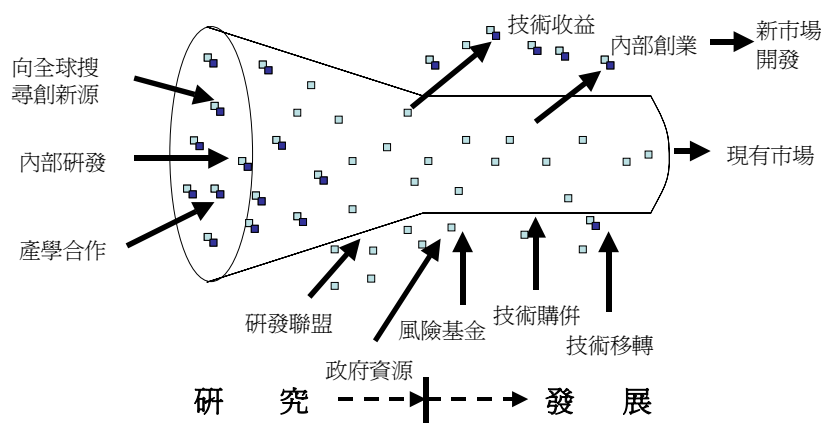 技術收益
內部創業
新市場
開發
向全球搜
尋創新源
內部研發
現有市場
產學合作
研發聯盟
風險基金
技術購併
技術移轉
政府資源
研 究
發 展